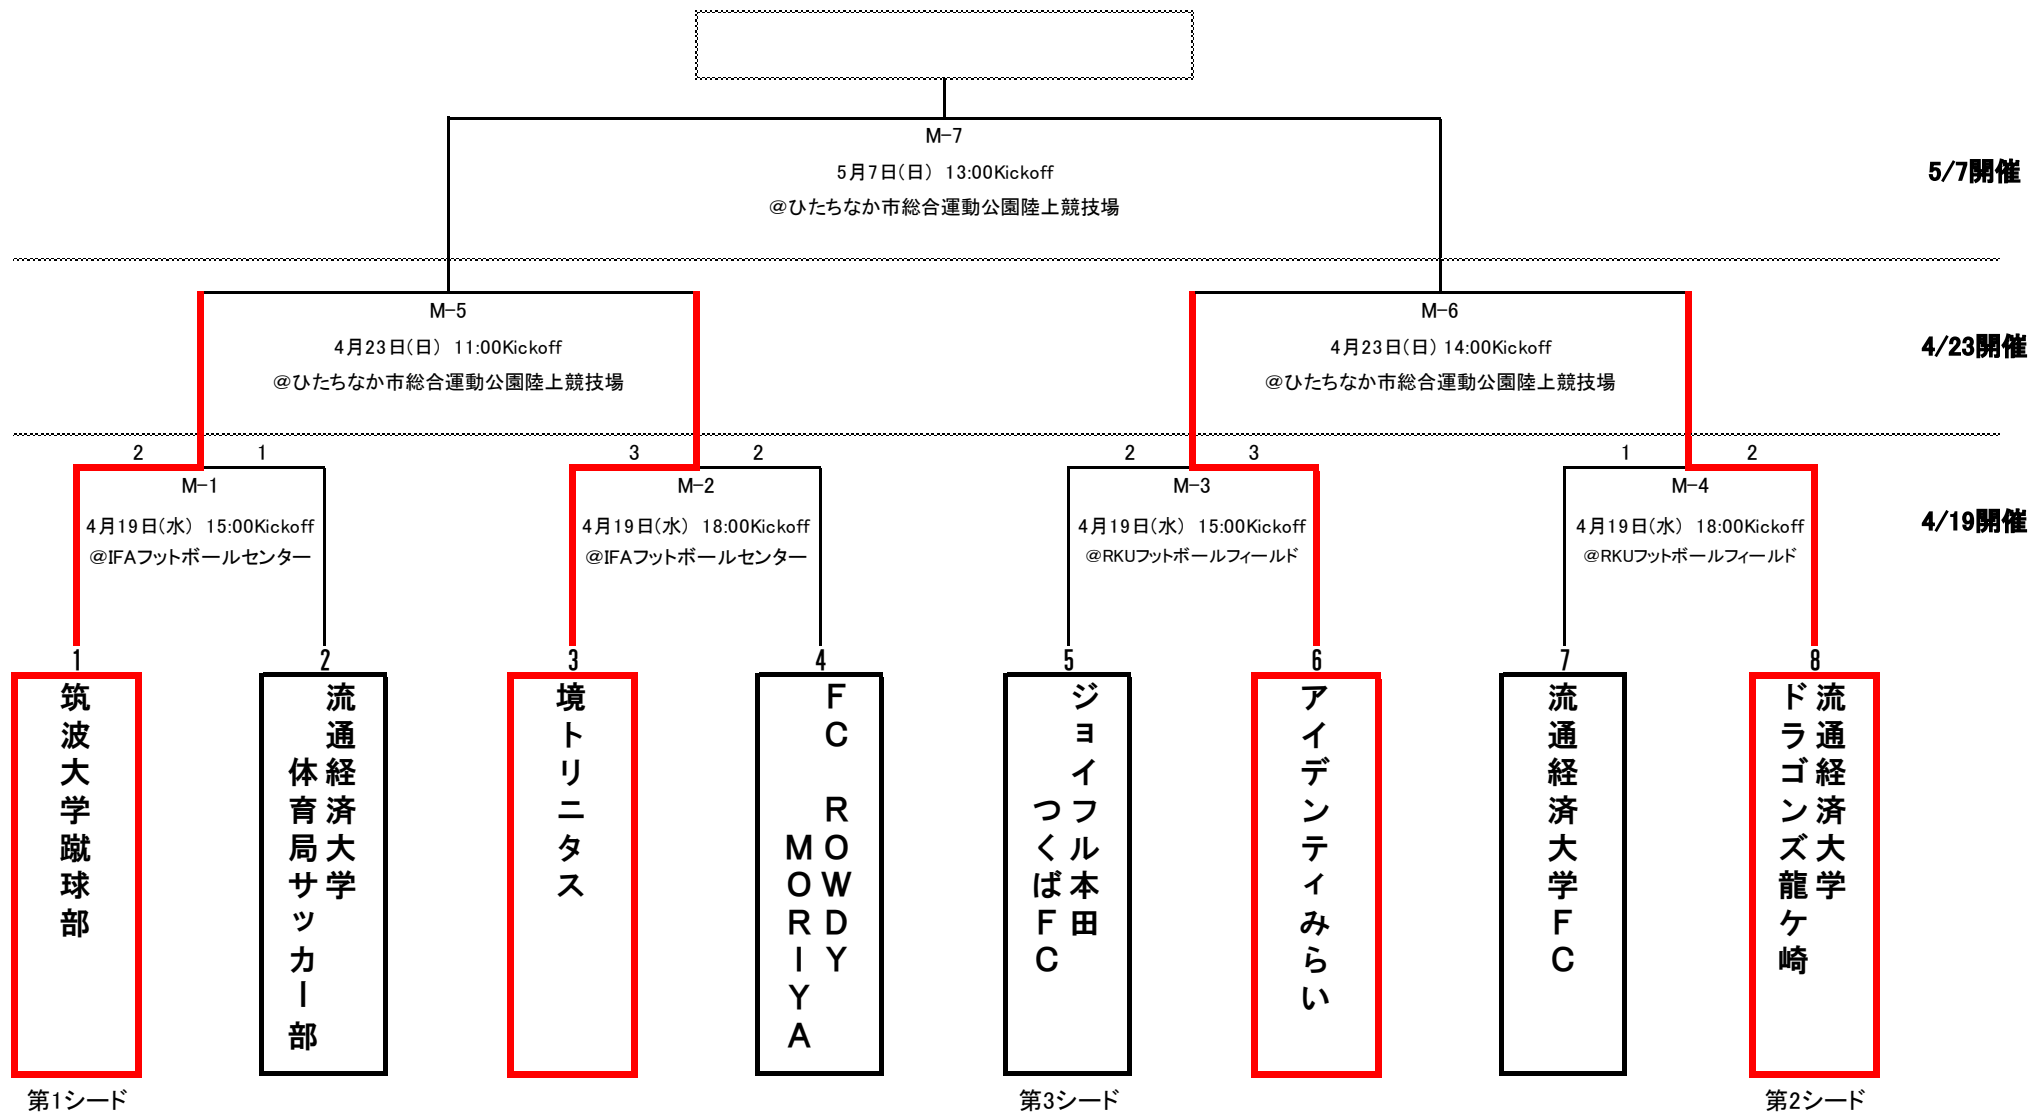 M-7
5月7日(日) 13:00Kickoff
5/7開催
@ひたちなか市総合運動公園陸上競技場
M-5
M-6
4月23日(日) 11:00Kickoff
4月23日(日) 14:00Kickoff
4/23開催
@ひたちなか市総合運動公園陸上競技場
@ひたちなか市総合運動公園陸上競技場
2
1
3
2
2
3
1
2
M-1
M-2
M-3
M-4
4月19日(水) 15:00Kickoff
4月19日(水) 18:00Kickoff
4月19日(水) 15:00Kickoff
4月19日(水) 18:00Kickoff
4/19開催
@IFAフットボールセンター
@IFAフットボールセンター
@RKUフットボールフィールド
@RKUフットボールフィールド
1
2
3
4
5
6
7
8
筑波大学蹴球部
流通経済大学
体育局サッカー部
境トリニタス
FC ROWDY
MORIYA
ジョイフル本田
つくばFC
アイデンティみらい
流通経済大学FC
流通経済大学
ドラゴンズ龍ケ崎
第1シード
第3シード
第2シード